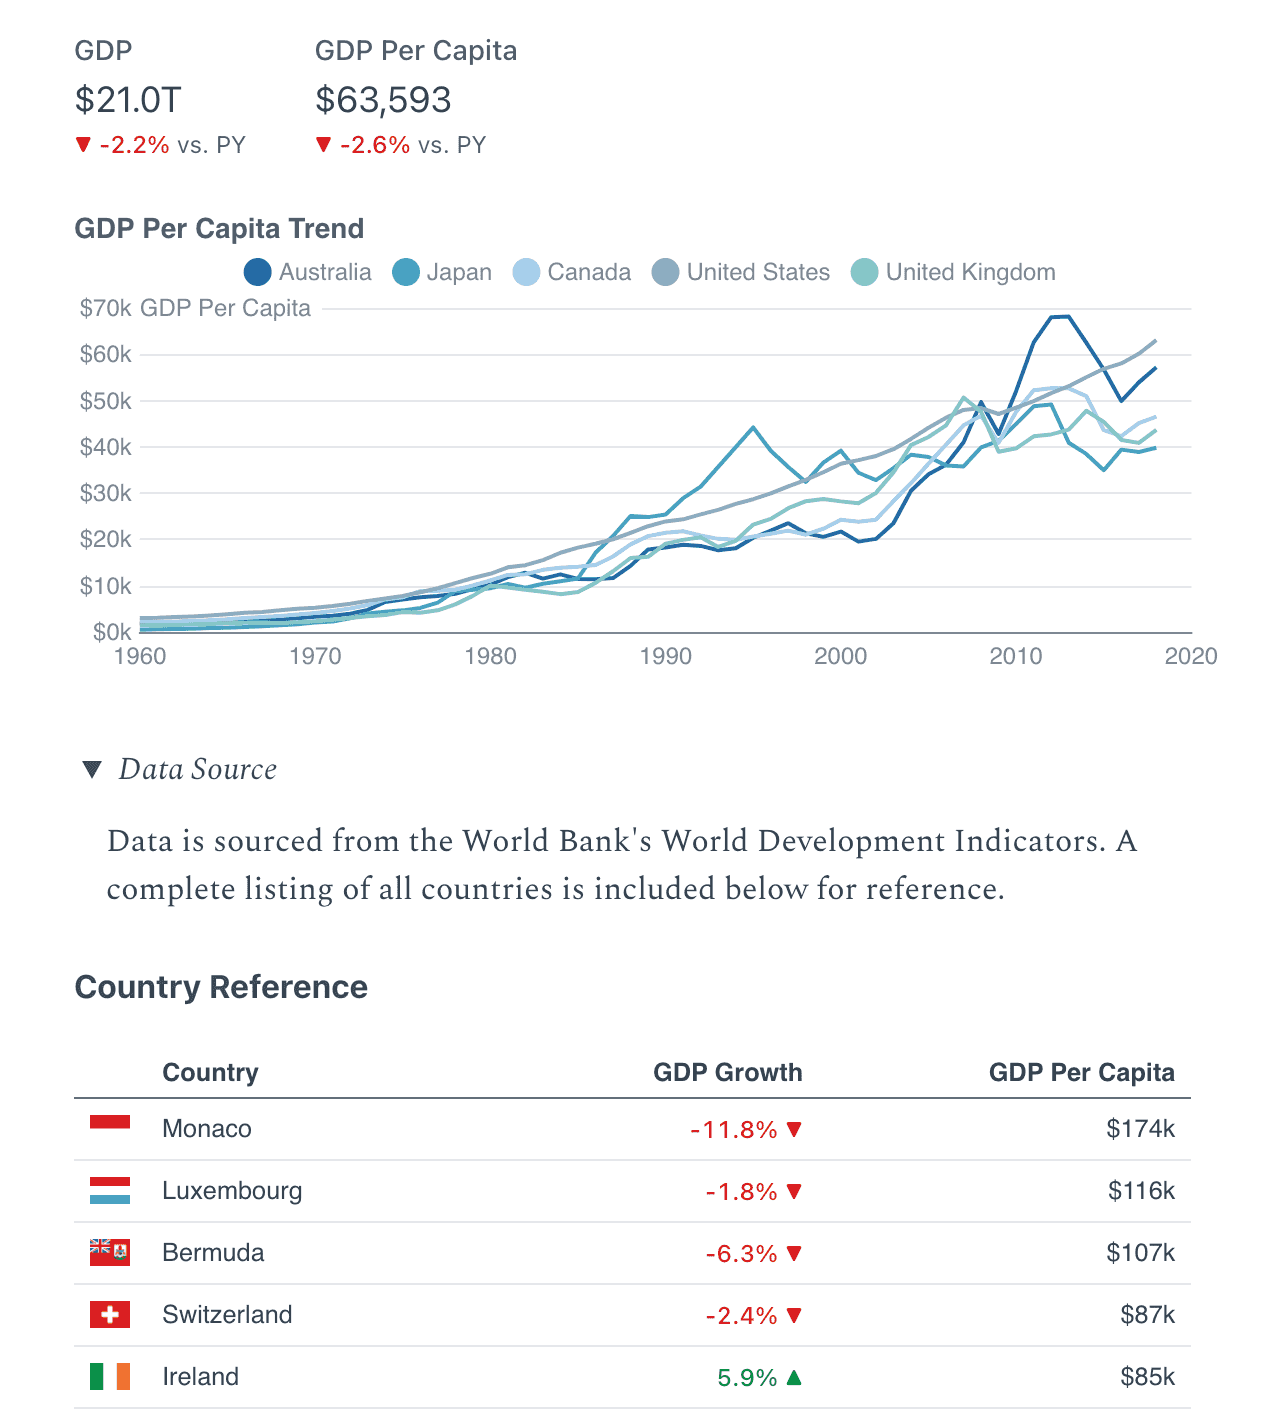 GDP GDP Per Capita
$21.0T $63,593
▼ -2.2% vs. PY ▼ -2.6% vs. PY
GDP Per Capita Trend
Australia Japan Canada United States United Kingdom
$70k GDP Per Capita
$60k
$50k
$40k
$30k
$20k
$10k
$0k
1960 1970 1980 1990 2000 2010 2020
▼ Data Source
Data is sourced from the World Bank's World Development Indicators. A
complete listing of all countries is included below for reference.
Country Reference
Country GDP Growth GDP Per Capita
Monaco -11.8% ▼ $174k
Luxembourg -1.8% ▼ $116k
Bermuda -6.3% ▼ $107k
Switzerland -2.4% ▼ $87k
Ireland 5.9% ▲ $85k